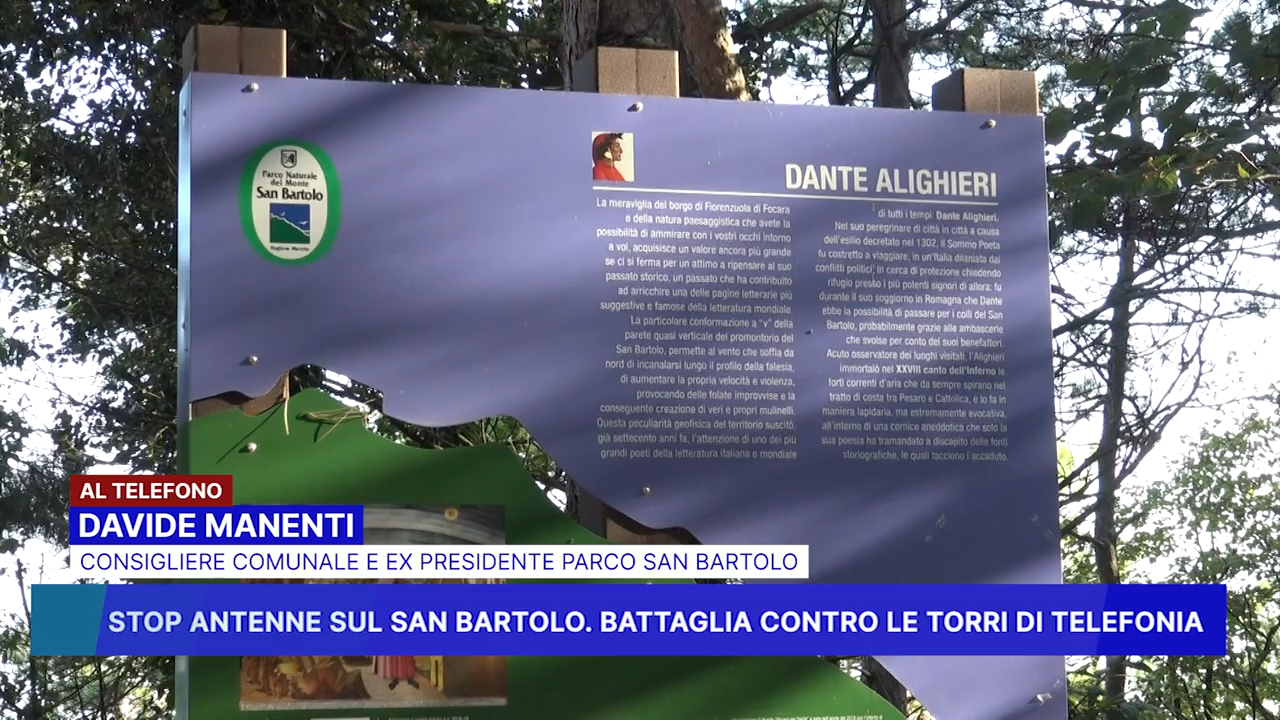 Parco Naturale
del Monte
San Bartolo
Regione Marche
DANTE ALIGHIERI
La meraviglia del borgo di Fiorenzuola di Focara
e della natura paesaggistica che avete la
possibilità di ammirare con i vostri occhi intorno
a voi, acquisisce un valore ancora più grande
se ci si ferma per un attimo a ripensare al suo
passato storico, un passato che ha contribuito
ad arricchire una delle pagine letterarie più
suggestive e famose della letteratura mondiale.
La particolare conformazione a "v" della
parete quasi verticale del promontorio del
San Bartolo, permette al vento che soffia da
nord di incanalarsi lungo il profilo della falesia,
di aumentare la propria velocità e violenza,
provocando delle folate improvvise e la
conseguente creazione di veri e propri mulinelli.
Questa peculiarità geofisica del territorio suscitò,
già settecento anni fa, l'attenzione di uno dei più
grandi poeti della letteratura italiana e mondiale
di tutti i tempi: Dante Alighieri.
Nel suo peregrinare di città in città a causa
dell'esilio decretato nel 1302, il Sommo Poeta
fu costretto a viaggiare, in un'Italia dilaniata dai
conflitti politici, in cerca di protezione chiedendo
rifugio presso i più potenti signori di allora: fu
durante il suo soggiorno in Romagna che Dante
ebbe la possibilità di passare per i colli del San
Bartolo, probabilmente grazie alle ambascerie
che svolse per conto dei suoi benefattori.
Acuto osservatore dei luoghi visitati, l'Alighieri
immortalò nel XXVIII canto dell'Inferno le
forti correnti d'aria che da sempre spirano nel
tratto di costa tra Pesaro e Cattolica, e lo fa in
maniera lapidaria, ma estremamente evocativa,
all'interno di una cornice aneddotica che solo la
sua poesia ha tramandato a discapito delle fonti
storiografiche, le quali tacciono l'accaduto.
AL TELEFONO
DAVIDE MANENTI
CONSIGLIERE COMUNALE E EX PRESIDENTE PARCO SAN BARTOLO
STOP ANTENNE SUL SAN BARTOLO. BATTAGLIA CONTRO LE TORRI DI TELEFONIA